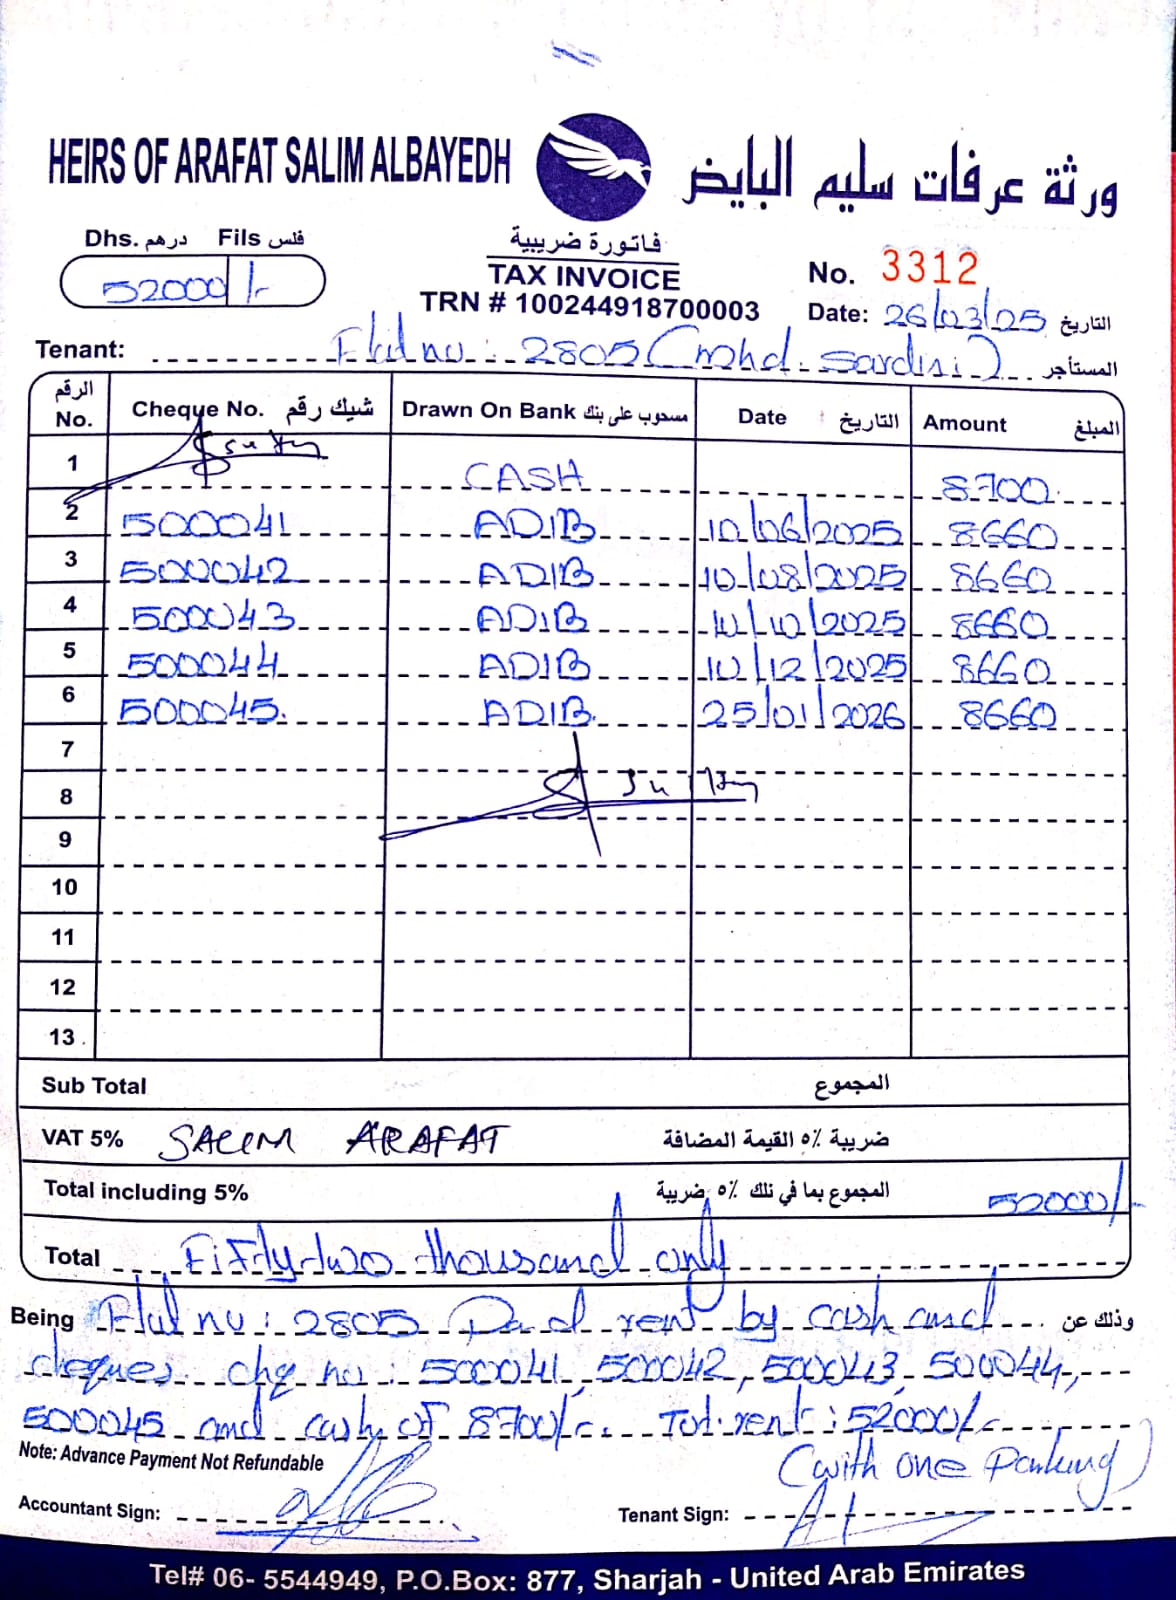 HEIRS OF ARAFAT SALIM ALBAYEDH ورثة عرفات سليم البايض
Dhs. درهم Fils فلس
52000/-
فاتورة ضريبية
TAX INVOICE
TRN # 100244918700003
No. 3312
Date: 26/03/25 التاريخ
Tenant: Flat no: 2805 (mohd. Sardisi) المستأجر
الرقم No. Cheque No. شيك رقم Drawn On Bank مسحوب على بنك Date التاريخ Amount المبلغ
1 CASH 8700
2 500041 ADIB 10/06/2025 8660
3 500042 ADIB 10/08/2025 8660
4 500043 ADIB 10/10/2025 8660
5 500044 ADIB 10/12/2025 8660
6 500045. ADIB 25/01/2026 8660
7
8
9
10
11
12
13
Sub Total المجموع
VAT 5% SALIM ARAFAT ضريبة ٥% القيمة المضافة
Total including 5% المجموع بما في ذلك ٥% ضريبة 52000/-
Total Fifty two thousand only
Being Flat no: 2805 Paid rent by cash and وذلك عن
cheques chq no: 500041, 500042, 500043, 500044,
500045 and cash of 8700/-. Tot. rent: 52000/-
Note: Advance Payment Not Refundable
(with one Parking)
Accountant Sign: Tenant Sign:
Tel# 06- 5544949, P.O.Box: 877, Sharjah - United Arab Emirates